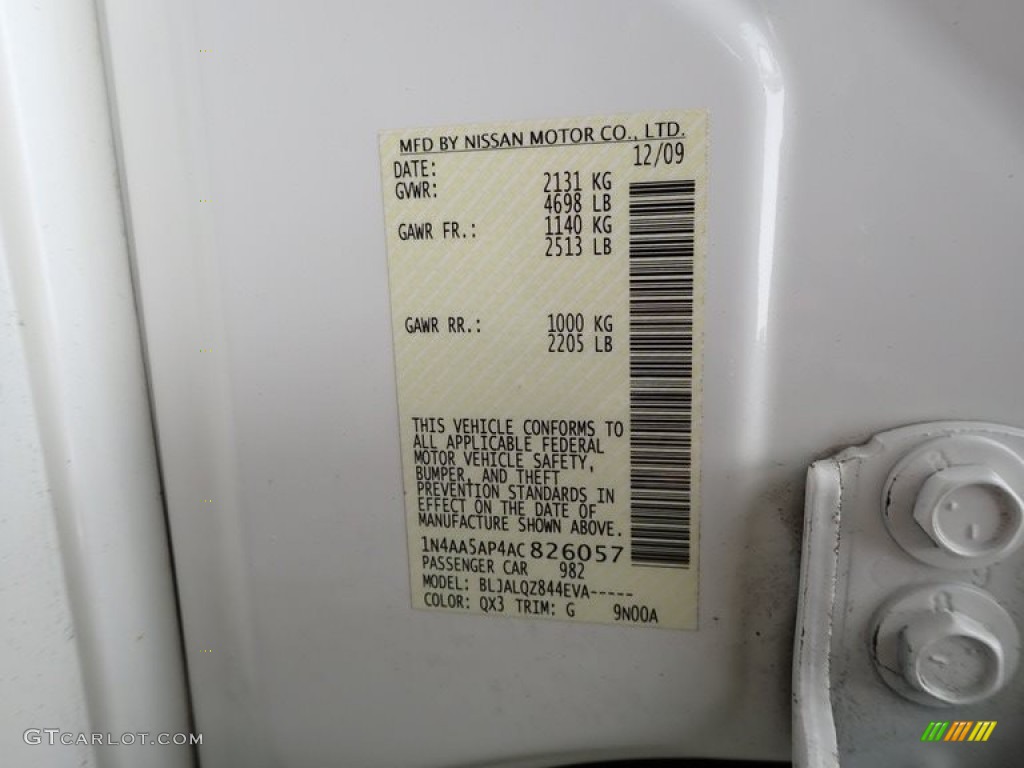 MFD BY NISSAN MOTOR CO., LTD.
DATE: 12/09
GVWR: 2131 KG
4698 LB
GAWR FR.: 1140 KG
2513 LB
GAWR RR.: 1000 KG
2205 LB
THIS VEHICLE CONFORMS TO
ALL APPLICABLE FEDERAL
MOTOR VEHICLE SAFETY,
BUMPER, AND THEFT
PREVENTION STANDARDS IN
EFFECT ON THE DATE OF
MANUFACTURE SHOWN ABOVE.
1N4AA5AP4AC826057
PASSENGER CAR 982
MODEL: BLJALQZ844EVA-----
COLOR: QX3 TRIM: G 9N00A
GTCARLOT.COM